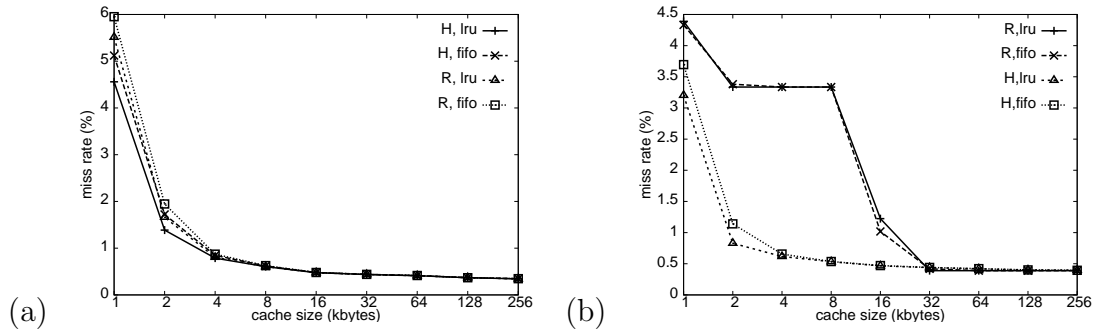 (a)
miss rate (%)
6
5
4
3
2
1
0
H, lru
H, fifo
R, lru
R, fifo
1 2 4 8 16 32 64 128 256
cache size (kbytes)
(b)
miss rate (%)
4.5
4
3.5
3
2.5
2
1.5
1
0.5
0
R,lru
R,fifo
H,lru
H,fifo
1 2 4 8 16 32 64 128 256
cache size (kbytes)